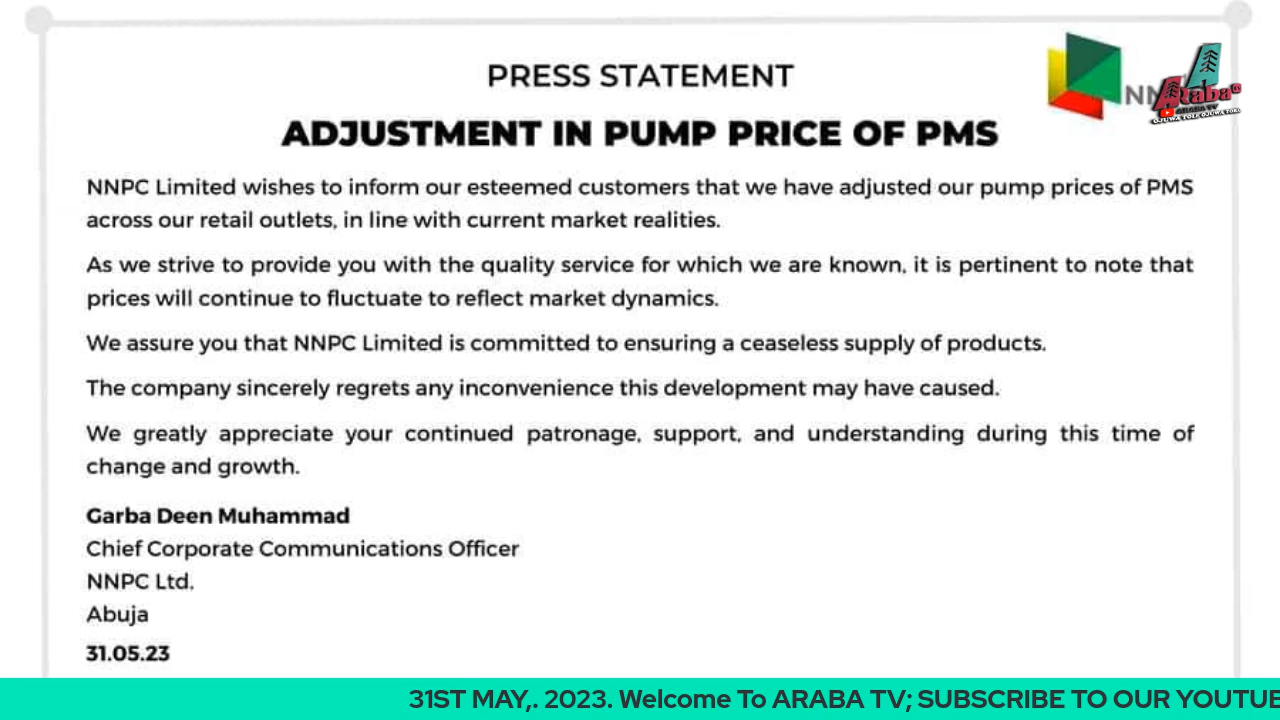 PRESS STATEMENT
ADJUSTMENT IN PUMP PRICE OF PMS
NNPC Limited wishes to inform our esteemed customers that we have adjusted our pump prices of PMS
across our retail outlets, in line with current market realities.
As we strive to provide you with the quality service for which we are known, it is pertinent to note that
prices will continue to fluctuate to reflect market dynamics.
We assure you that NNPC Limited is committed to ensuring a ceaseless supply of products.
The company sincerely regrets any inconvenience this development may have caused.
We greatly appreciate your continued patronage, support, and understanding during this time of
change and growth.
Garba Deen Muhammad
Chief Corporate Communications Officer
NNPC Ltd.
Abuja
31.05.23
Araba
ARABA TV
31ST MAY,. 2023. Welcome To ARABA TV; SUBSCRIBE TO OUR YOUTUBE